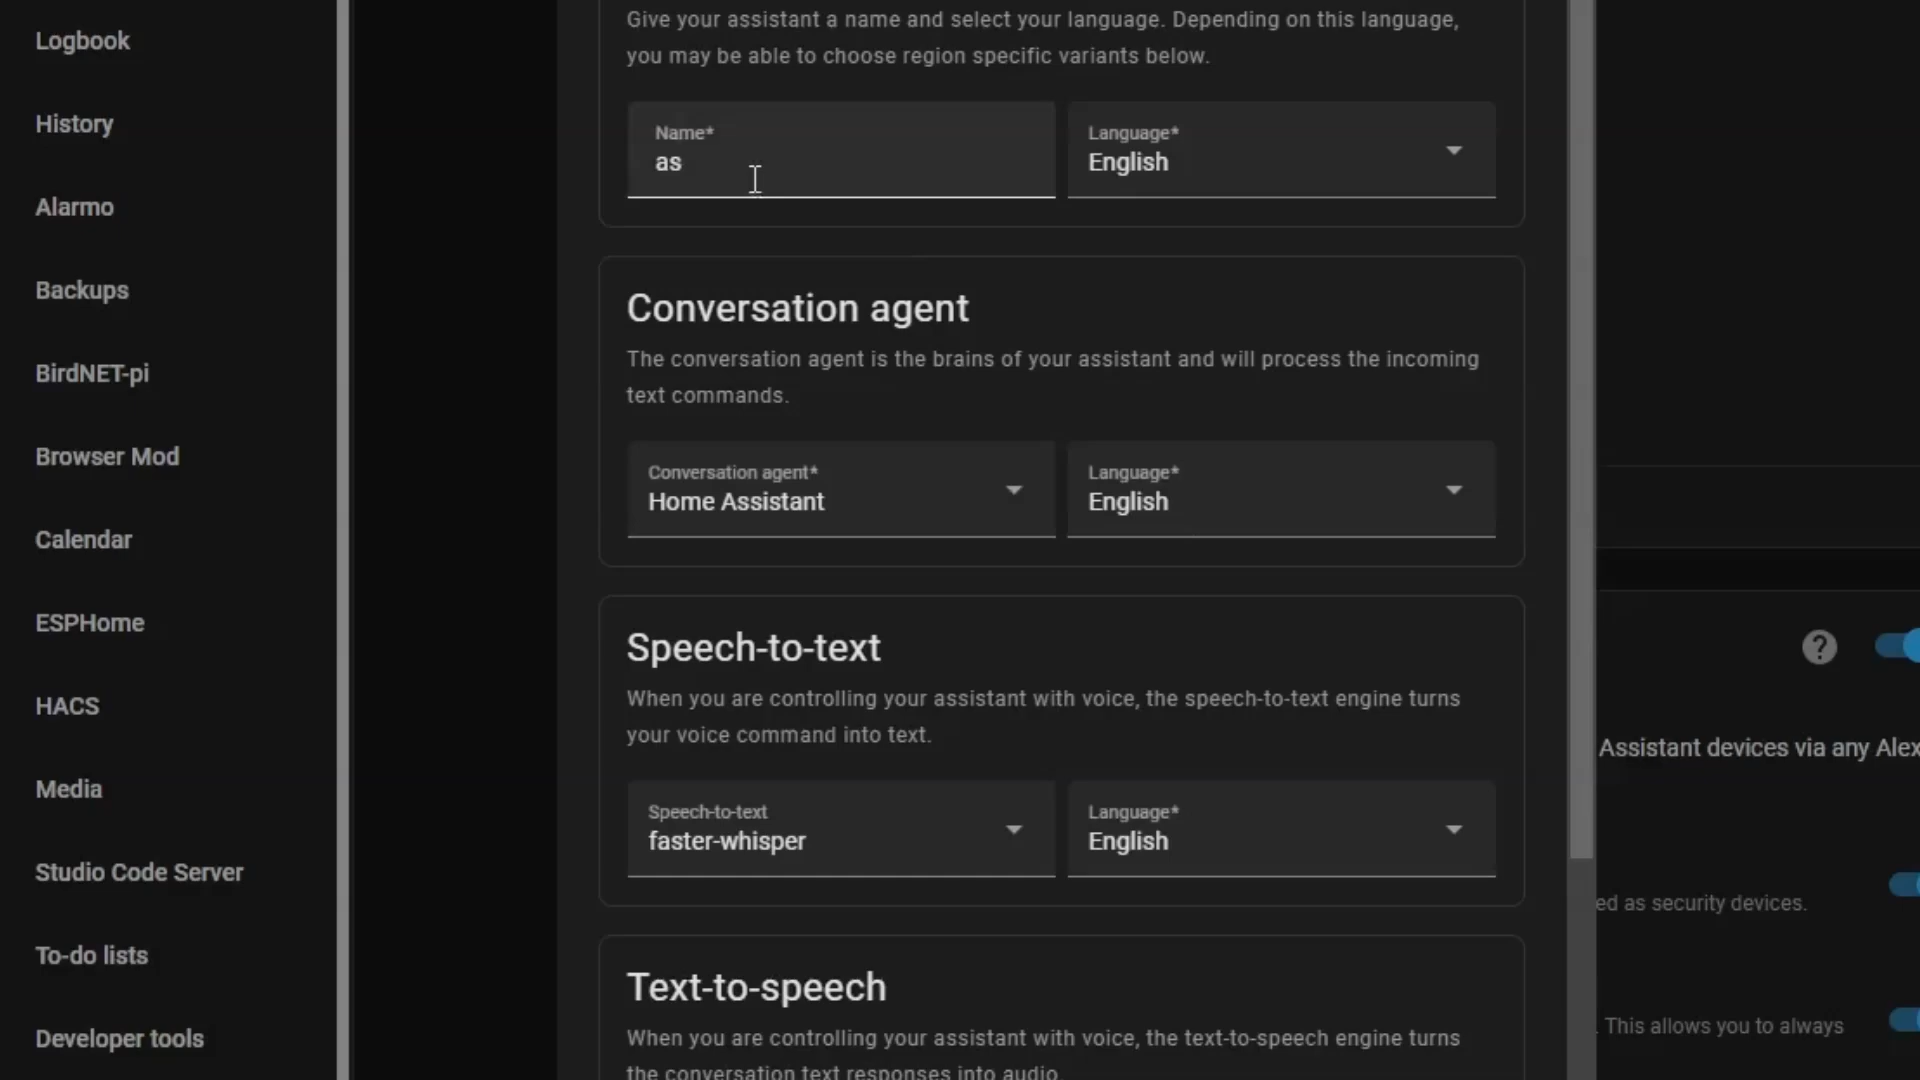 Logbook
History
Alarmo
Backups
BirdNET-pi
Browser Mod
Calendar
ESPHome
HACS
Media
Studio Code Server
To-do lists
Developer tools
Give your assistant a name and select your language. Depending on this language,
you may be able to choose region specific variants below.
Name*
as
Language*
English
Conversation agent
The conversation agent is the brains of your assistant and will process the incoming
text commands.
Conversation agent*
Home Assistant
Language*
English
Speech-to-text
When you are controlling your assistant with voice, the speech-to-text engine turns
your voice command into text.
Speech-to-text
faster-whisper
Language*
English
Text-to-speech
When you are controlling your assistant with voice, the text-to-speech engine turns
the conversation text responses into audio.
?
Assistant devices via any Alex
ed as security devices.
. This allows you to always